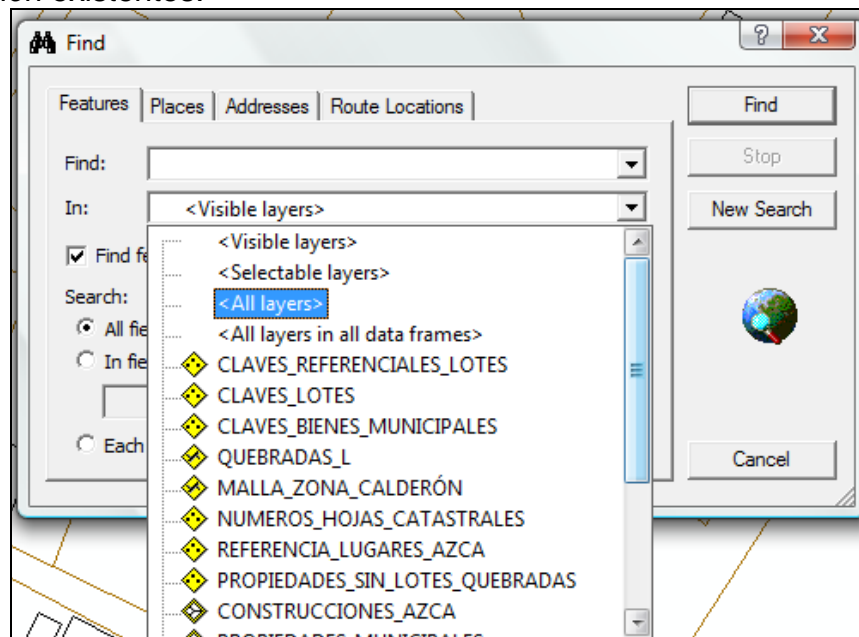 Find
Features Places Addresses Route Locations
Find
Find:
Stop
In: <Visible layers>
New Search
<Visible layers>
Find fe
<Selectable layers>
Search:
<All layers>
All fie
<All layers in all data frames>
In fie
CLAVES_REFERENCIALES_LOTES
CLAVES_LOTES
CLAVES_BIENES_MUNICIPALES
Each
QUEBRADAS_L
Cancel
MALLA_ZONA_CALDERÓN
NUMEROS_HOJAS_CATASTRALES
REFERENCIA_LUGARES_AZCA
PROPIEDADES_SIN_LOTES_QUEBRADAS
CONSTRUCCIONES_AZCA